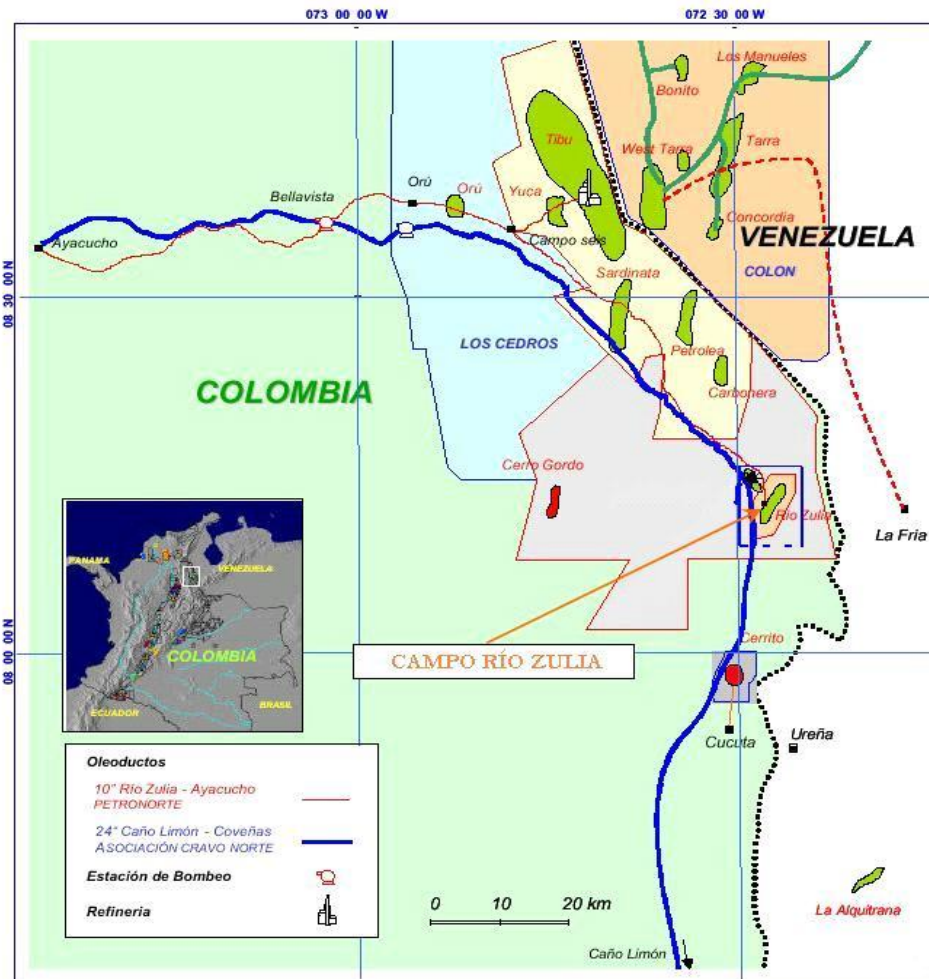 073 00 00 W
072 30 00 W
Los Manueles
Bonito
Tibu
West Tarra
Tarra
Bellavista
Orú
Orú
Yuca
Ayacucho
Campo seis
Concordia
VENEZUELA
COLON
08 30 00 N
Sardinata
LOS CEDROS
Petrolea
COLOMBIA
Carbonera
Cerro Gordo
Río Zulia
La Fria
PANAMA
VENEZUELA
COLOMBIA
ECUADOR
BRASIL
08 00 00 N
Cerrito
CAMPO RÍO ZULIA
Cucuta
Ureña
Oleoductos
10" Río Zulia - Ayacucho
PETRONORTE
24" Caño Limón - Coveñas
ASOCIACIÓN CRAVO NORTE
Estación de Bombeo
Refineria
0 10 20 km
La Alquitrana
Caño Limón